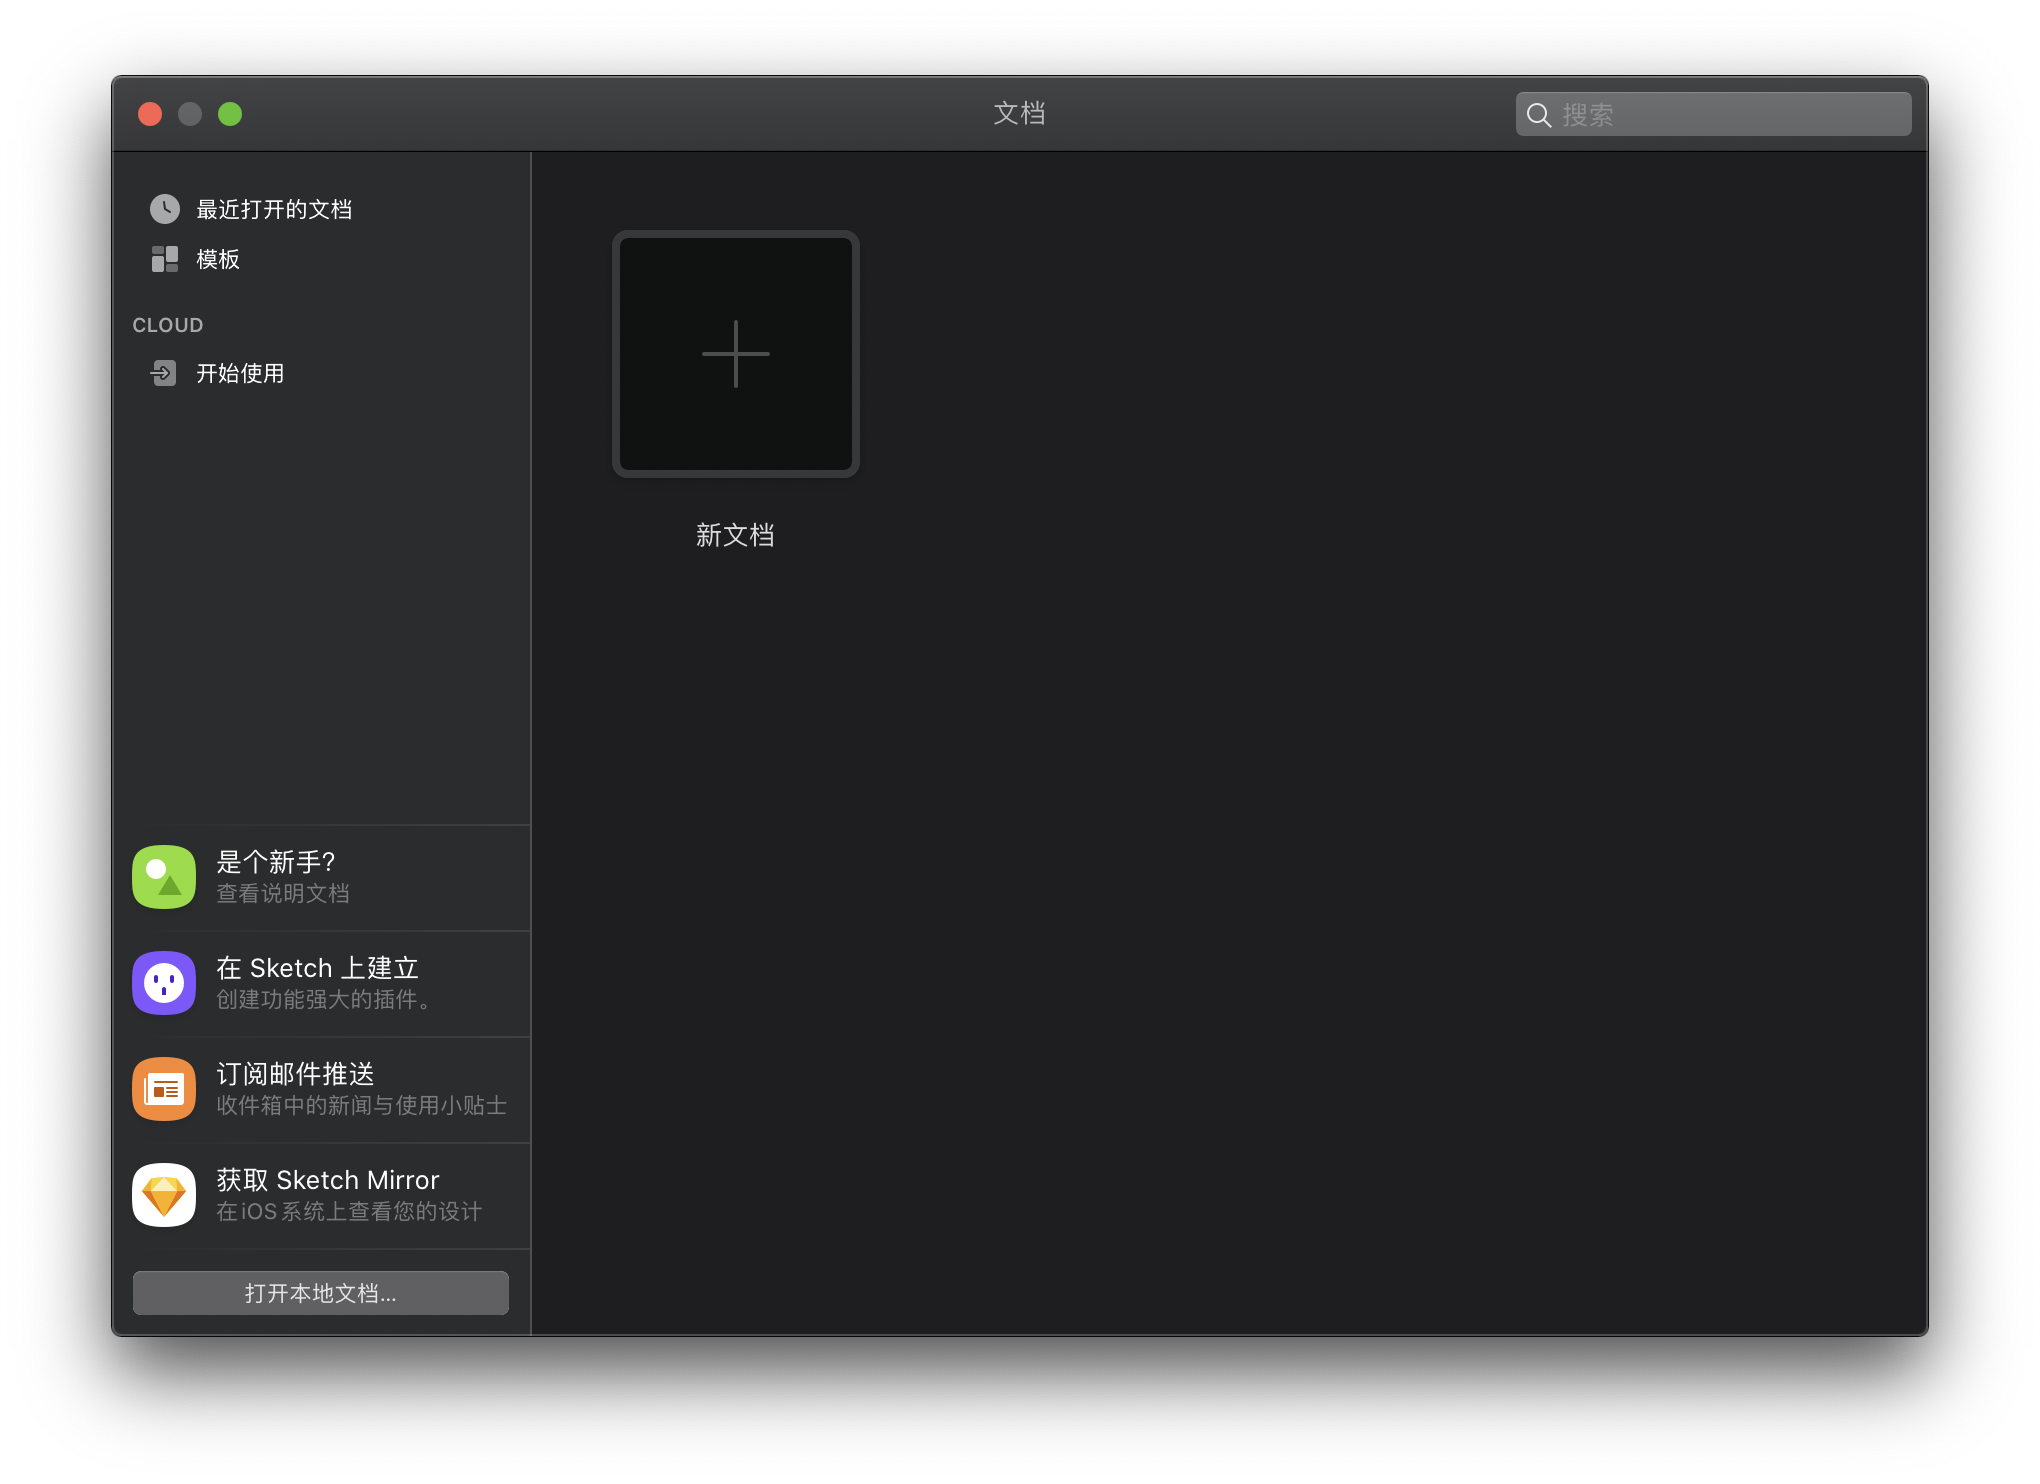 文档
搜索
最近打开的文档
模板
CLOUD
开始使用
新文档
是个新手?
查看说明文档
在 Sketch 上建立
创建功能强大的插件。
订阅邮件推送
收件箱中的新闻与使用小贴士
获取 Sketch Mirror
在 iOS 系统上查看您的设计
打开本地文档...